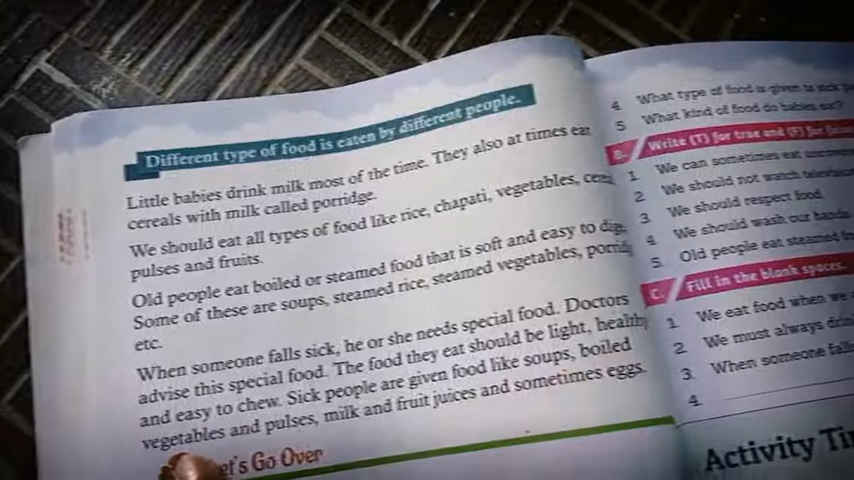 Different type of food is eaten by different people.
Little babies drink milk most of the time. They also at times eat
cereals with milk called porridge.
We should eat all types of food like rice, chapati, vegetables,
pulses and fruits.
Old people eat boiled or steamed food that is soft and easy to
Some of these are soups, steamed rice, steamed vegetables,
etc.
When someone falls sick, he or she needs special food. Doctors
advise this special food. The food they eat should be light, healthy
and easy to chew. Sick people are given food like soups, boiled
vegetables and pulses, milk and fruit juices and sometimes eggs.
Go Over
4 What type of food is given to sick
5 What kind of food do babies eat?
B. Write (T) for true and (F) for
1 We can sometimes eat
2 We should not watch
3. We should respect food.
4 We should wash our hands
5. Old people eat steamed
C. Fill in the blank spaces.
1 We eat food when we
2 We must always
3. When someone
4
Activity